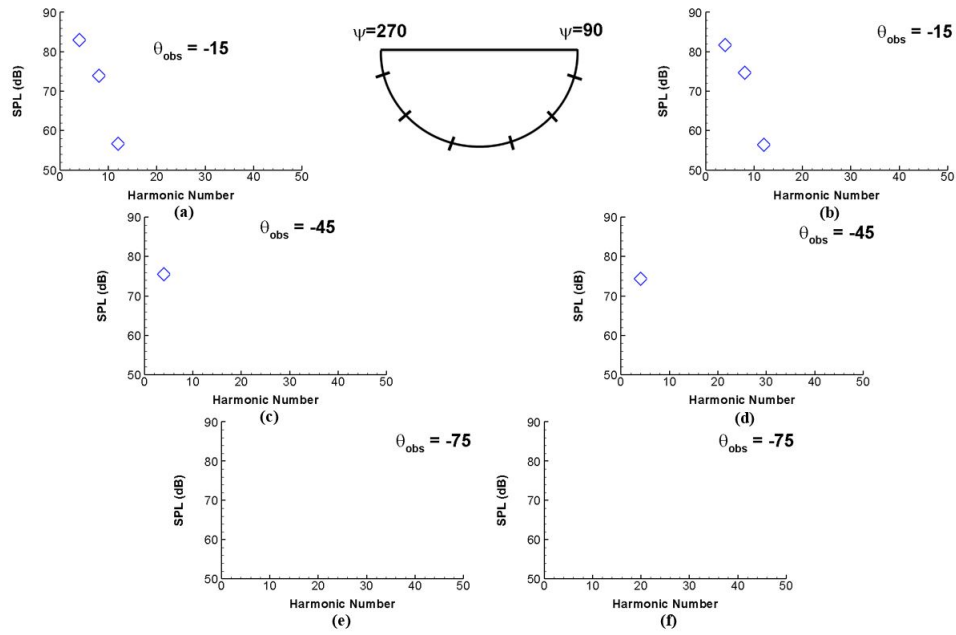 90
80
70
60
50
SPL (dB)
0 10 20 30 40 50
Harmonic Number
θobs = -15
(a)
ψ=270
ψ=90
90
80
70
60
50
SPL (dB)
0 10 20 30 40 50
Harmonic Number
θobs = -15
(b)
90
80
70
60
50
SPL (dB)
0 10 20 30 40 50
Harmonic Number
θobs = -45
(c)
90
80
70
60
50
SPL (dB)
0 10 20 30 40 50
Harmonic Number
θobs = -45
(d)
90
80
70
60
50
SPL (dB)
0 10 20 30 40 50
Harmonic Number
θobs = -75
(e)
90
80
70
60
50
SPL (dB)
0 10 20 30 40 50
Harmonic Number
θobs = -75
(f)